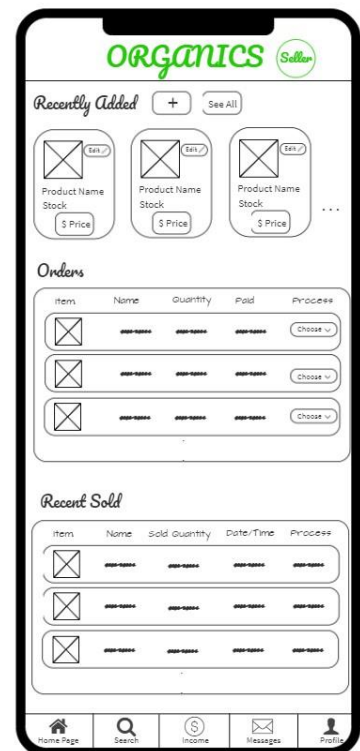 ORGANICS Seller
Recently Added + See All
Edit Edit Edit
Product Name Product Name Product Name
Stock Stock Stock
$ Price $ Price $ Price
...
Orders
Item Name Quantity Paid Process
Choose
Choose
Choose
Recent Sold
Item Name Sold Quantity Date/Time Process
$
Home Page Search Income Messages Profile